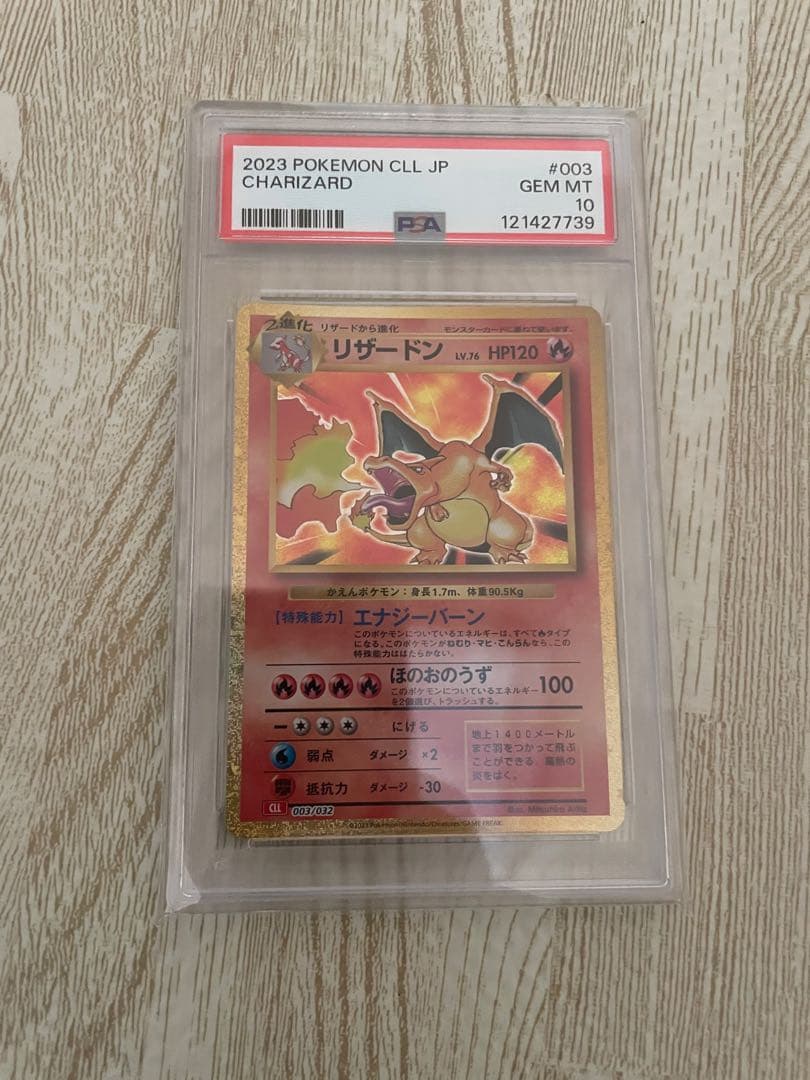 2023 POKEMON CLL JP #003
CHARIZARD GEM MT
10
PSA 121427739
2進化 リザードから進化 モンスターカードに重ねて使います。
リザードン LV.76 HP120
かえんポケモン：身長1.7m、体重90.5Kg
【特殊能力】エナジーバーン
このポケモンについているエネルギーは、すべて🔥タイプ
になる。このポケモンがねむり・マヒ・こんらんなら、この
特殊能力ははたらかない。
ほのおのうず 100
このポケモンについているエネルギー
を2個選び、トラッシュする。
にげる
弱点 ダメージ ×2
抵抗力 ダメージ -30
地上1400メートル
まで羽をつかって飛ぶ
ことができる。高熱の
炎をはく。
CLL 003/032
Illus. Mitsuhiro Arita
©2023 Pokémon/Nintendo/Creatures/GAME FREAK.